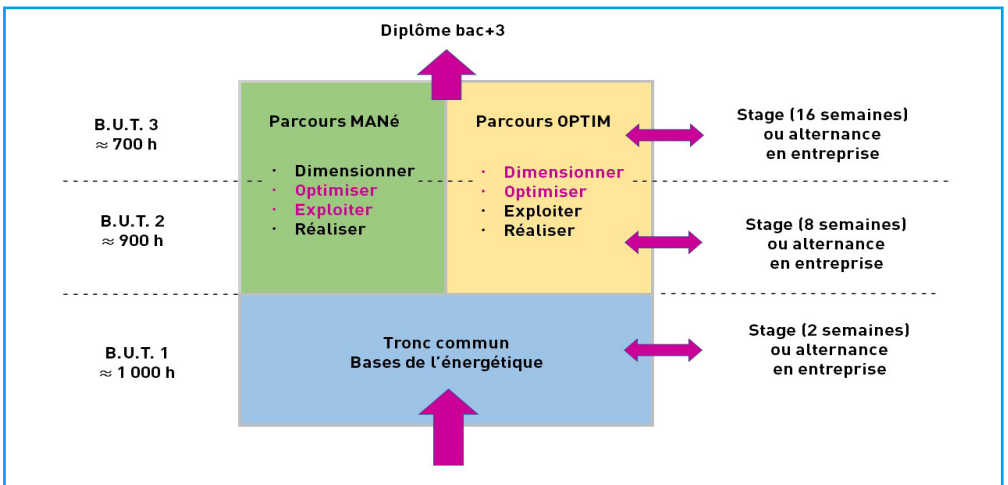 Diplôme bac+3
B.U.T. 3
≈ 700 h
Parcours MANé
Parcours OPTIM
Stage (16 semaines)
ou alternance
en entreprise
· Dimensionner
· Optimiser
· Exploiter
· Réaliser
· Dimensionner
· Optimiser
· Exploiter
· Réaliser
B.U.T. 2
≈ 900 h
Stage (8 semaines)
ou alternance
en entreprise
B.U.T. 1
≈ 1 000 h
Tronc commun
Bases de l'énergétique
Stage (2 semaines)
ou alternance
en entreprise